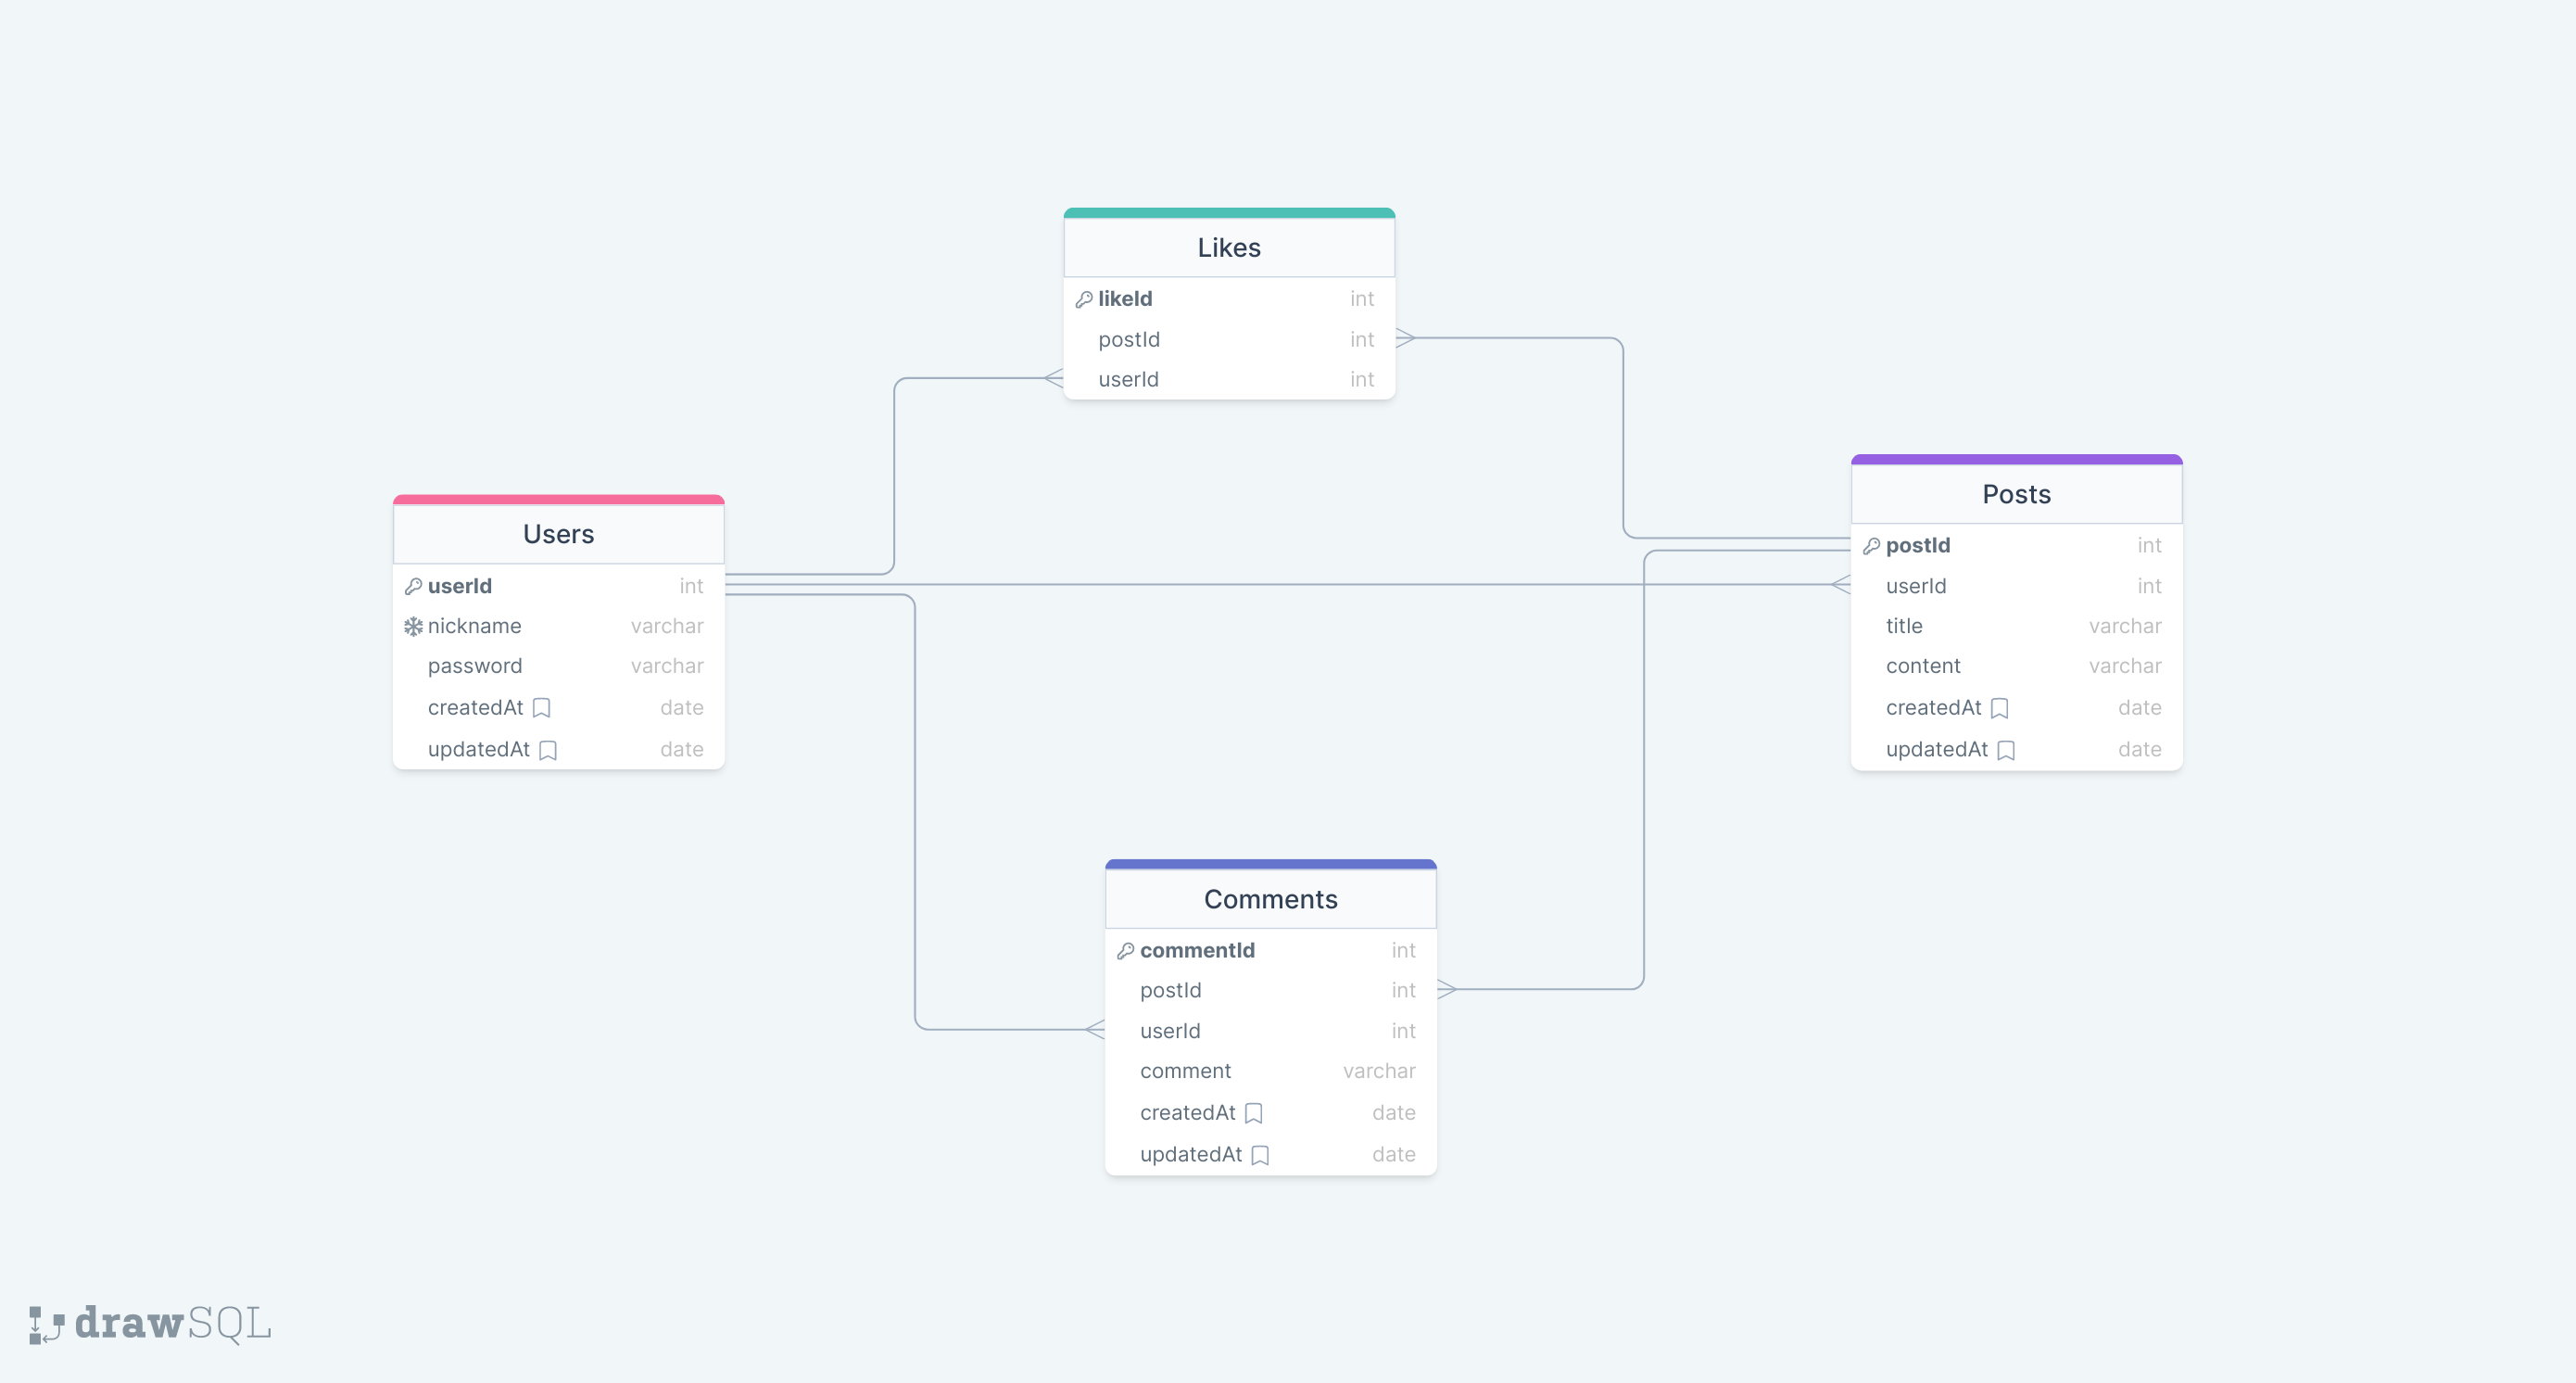 Likes
likeId int
postId int
userId int
Users
userId int
nickname varchar
password varchar
createdAt date
updatedAt date
Posts
postId int
userId int
title varchar
content varchar
createdAt date
updatedAt date
Comments
commentId int
postId int
userId int
comment varchar
createdAt date
updatedAt date
drawSQL